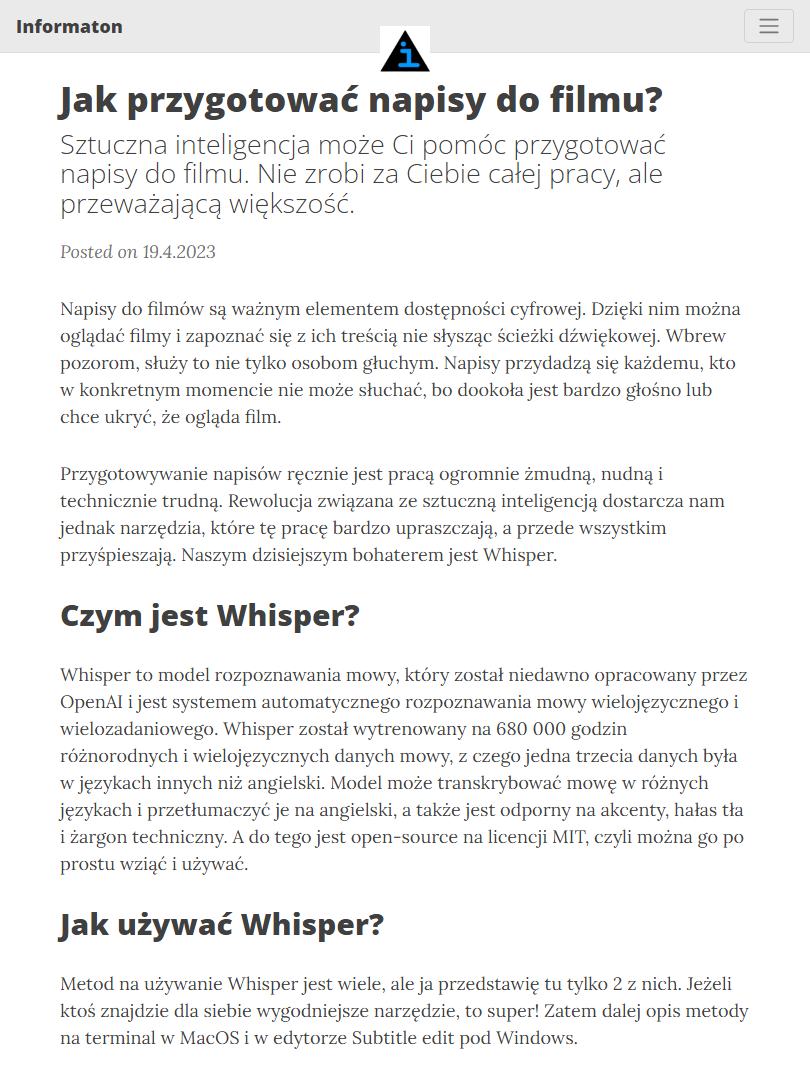 Informaton
i
Jak przygotować napisy do filmu?
Sztuczna inteligencja może Ci pomóc przygotować
napisy do filmu. Nie zrobi za Ciebie całej pracy, ale
przeważającą większość.
Posted on 19.4.2023
Napisy do filmów są ważnym elementem dostępności cyfrowej. Dzięki nim można
oglądać filmy i zapoznać się z ich treścią nie słysząc ścieżki dźwiękowej. Wbrew
pozorom, służy to nie tylko osobom głuchym. Napisy przydadzą się każdemu, kto
w konkretnym momencie nie może słuchać, bo dookoła jest bardzo głośno lub
chce ukryć, że ogląda film.
Przygotowywanie napisów ręcznie jest pracą ogromnie żmudną, nudną i
technicznie trudną. Rewolucja związana ze sztuczną inteligencją dostarcza nam
jednak narzędzia, które tę pracę bardzo upraszczają, a przede wszystkim
przyśpieszają. Naszym dzisiejszym bohaterem jest Whisper.
Czym jest Whisper?
Whisper to model rozpoznawania mowy, który został niedawno opracowany przez
OpenAI i jest systemem automatycznego rozpoznawania mowy wielojęzycznego i
wielozadaniowego. Whisper został wytrenowany na 680 000 godzin
różnorodnych i wielojęzycznych danych mowy, z czego jedna trzecia danych była
w językach innych niż angielski. Model może transkrybować mowę w różnych
językach i przetłumaczyć je na angielski, a także jest odporny na akcenty, hałas tła
i żargon techniczny. A do tego jest open-source na licencji MIT, czyli można go po
prostu wziąć i używać.
Jak używać Whisper?
Metod na używanie Whisper jest wiele, ale ja przedstawię tu tylko 2 z nich. Jeżeli
ktoś znajdzie dla siebie wygodniejsze narzędzie, to super! Zatem dalej opis metody
na terminal w MacOS i w edytorze Subtitle edit pod Windows.